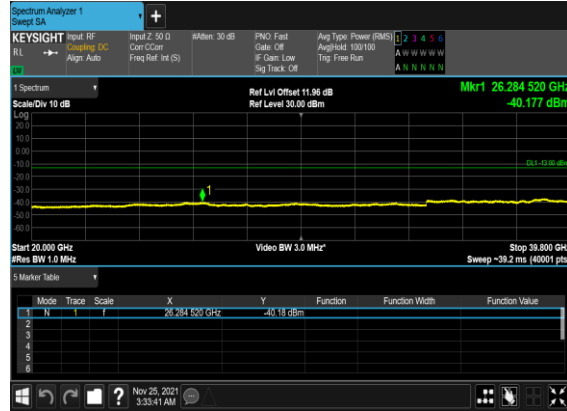 Spectrum Analyzer 1
Swept SA
+
KEYSIGHT Input: RF Input Z: 50 Ω #Atten: 30 dB PNO: Fast Avg Type: Power (RMS) 1 2 3 4 5 6
RL Coupling: DC Corr CCorr Gate: Off Avg|Hold: 100/100 A W W W W W
Align: Auto Freq Ref: Int (S) IF Gain: Low Trig: Free Run
Sig Track: Off A N N N N N
1 Spectrum Ref Lvl Offset 11.96 dB Mkr1 26.284 520 GHz
Scale/Div 10 dB Ref Level 30.00 dBm -40.177 dBm
Log
20.0
10.0
0.00
-10.0 DL1 -13.00 dBm
-20.0
-30.0
1
-40.0
-50.0
-60.0
Start 20.000 GHz Video BW 3.0 MHz* Stop 39.800 GHz
#Res BW 1.0 MHz Sweep ~39.2 ms (40001 pts
5 Marker Table
Mode Trace Scale X Y Function Function Width Function Value
1 N 1 f 26.284 520 GHz -40.18 dBm
2
3
4
5
6
? Nov 25, 2021
3:33:41 AM